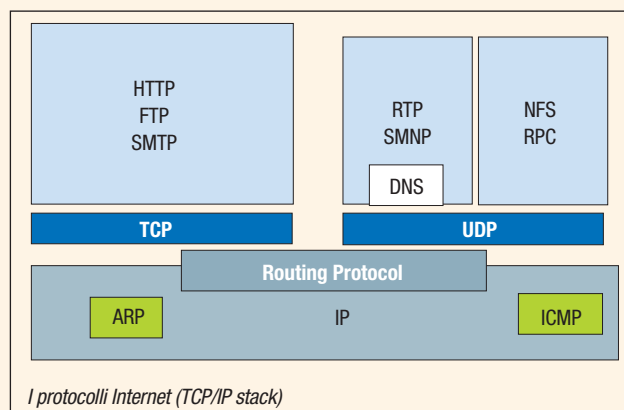 HTTP
FTP
SMTP
RTP
SMNP
DNS
NFS
RPC
TCP
UDP
Routing Protocol
ARP
IP
ICMP
I protocolli Internet (TCP/IP stack)